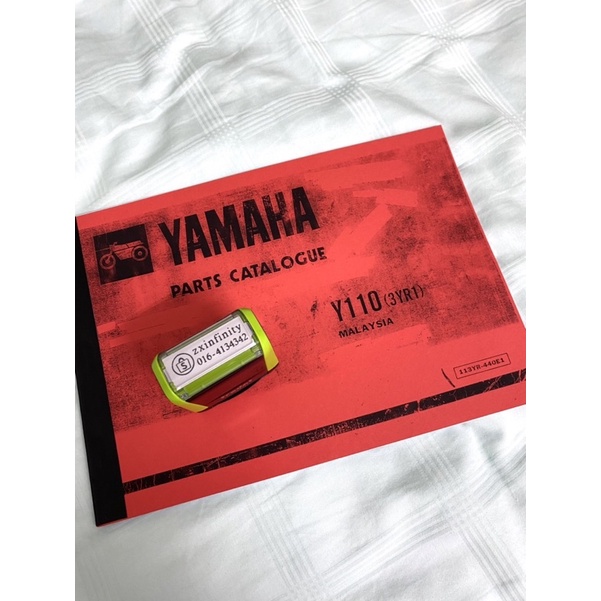 YAMAHA
PARTS CATALOGUE
Y110 (3YR1)
MALAYSIA
zxinfinity
016-4134342
113YR-440E1